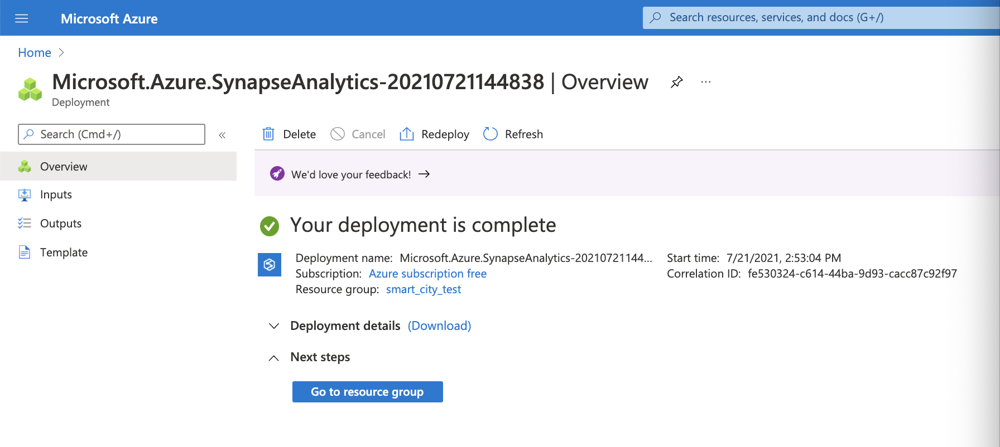 Microsoft Azure
Search resources, services, and docs (G+/)
Home
Microsoft.Azure.SynapseAnalytics-20210721144838 | Overview
Deployment
Search (Cmd+/)
Delete
Cancel
Redeploy
Refresh
Overview
Inputs
Outputs
Template
We'd love your feedback!
Your deployment is complete
Deployment name: Microsoft.Azure.SynapseAnalytics-20210721144...
Subscription: Azure subscription free
Resource group: smart_city_test
Start time: 7/21/2021, 2:53:04 PM
Correlation ID: fe530324-c614-44ba-9d93-cacc87c92f97
Deployment details (Download)
Next steps
Go to resource group